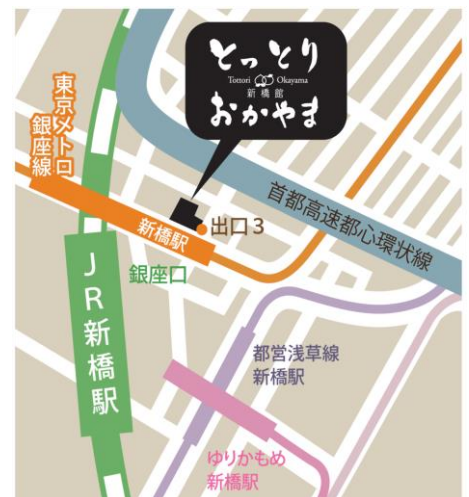 とっとり
Tottori Okayama
新橋館
おかやま
東京メトロ
銀座線
首都高速都心環状線
新橋駅
出口3
銀座口
JR新橋駅
都営浅草線
新橋駅
ゆりかもめ
新橋駅